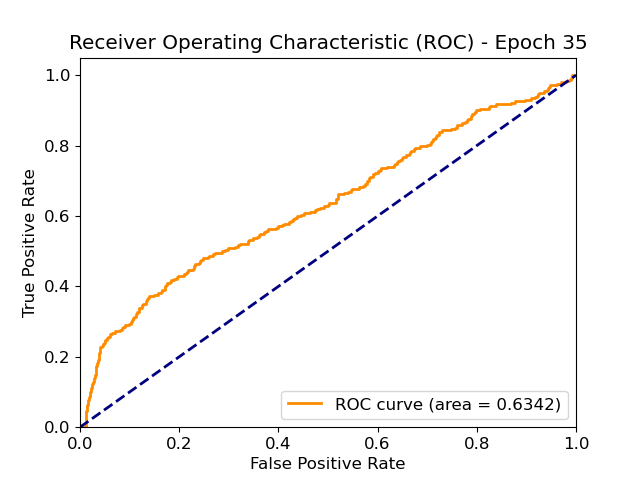 Receiver Operating Characteristic (ROC) - Epoch 35
True Positive Rate
1.0
0.8
0.6
0.4
0.2
0.0
ROC curve (area = 0.6342)
0.0 0.2 0.4 0.6 0.8 1.0
False Positive Rate